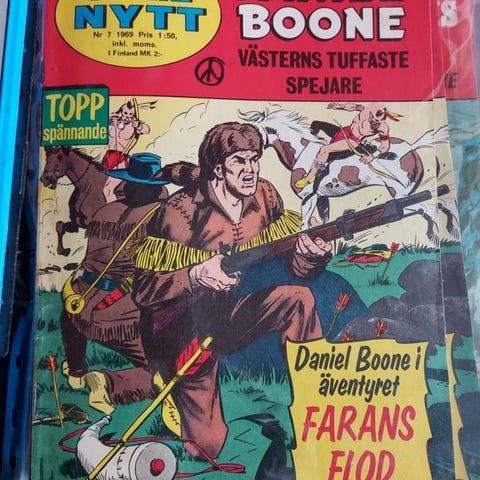 NYTT
Nr 7 1969 Pris 1:50,
inkl. moms.
I Finland MK 2:-
BOONE
VÄSTERNS TUFFASTE
SPEJARE
TOPP
spännande
Daniel Boone i
äventyret
FARANS
FLOD